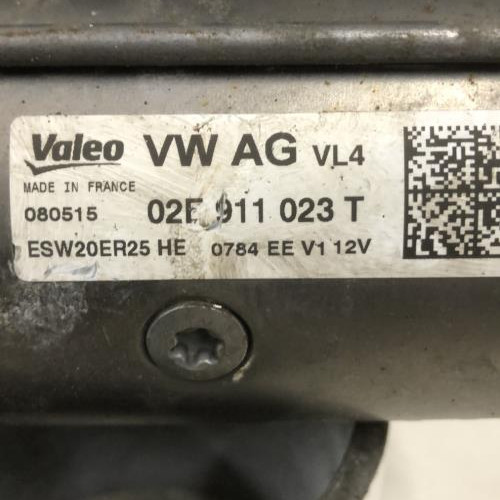 Valeo VW AG VL4
MADE IN FRANCE
080515 02E 911 023 T
ESW20ER25 HE 0784 EE V1 12V